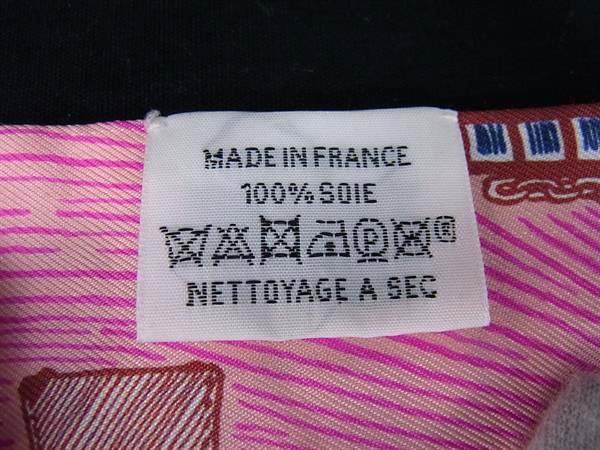 MADE IN FRANCE
100% SOIE
P ®
NETTOYAGE A SEC